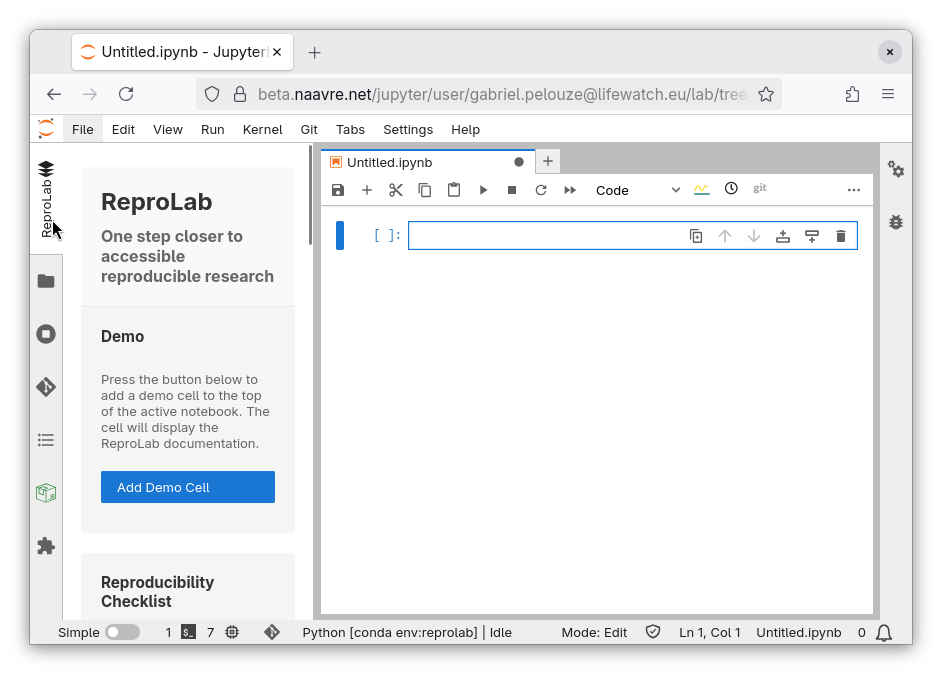 Untitled.ipynb - Jupyterl
beta.naavre.net/jupyter/user/gabriel.pelouze@lifewatch.eu/lab/tree
File Edit View Run Kernel Git Tabs Settings Help
ReproLab
ReproLab
One step closer to
accessible
reproducible research
Demo
Press the button below to
add a demo cell to the top
of the active notebook. The
cell will display the
ReproLab documentation.
Add Demo Cell
Reproducibility
Checklist
Untitled.ipynb
Code
git
[ ]:
Simple 1 $_ 7 Python [conda env:reprolab] | Idle Mode: Edit Ln 1, Col 1 Untitled.ipynb 0